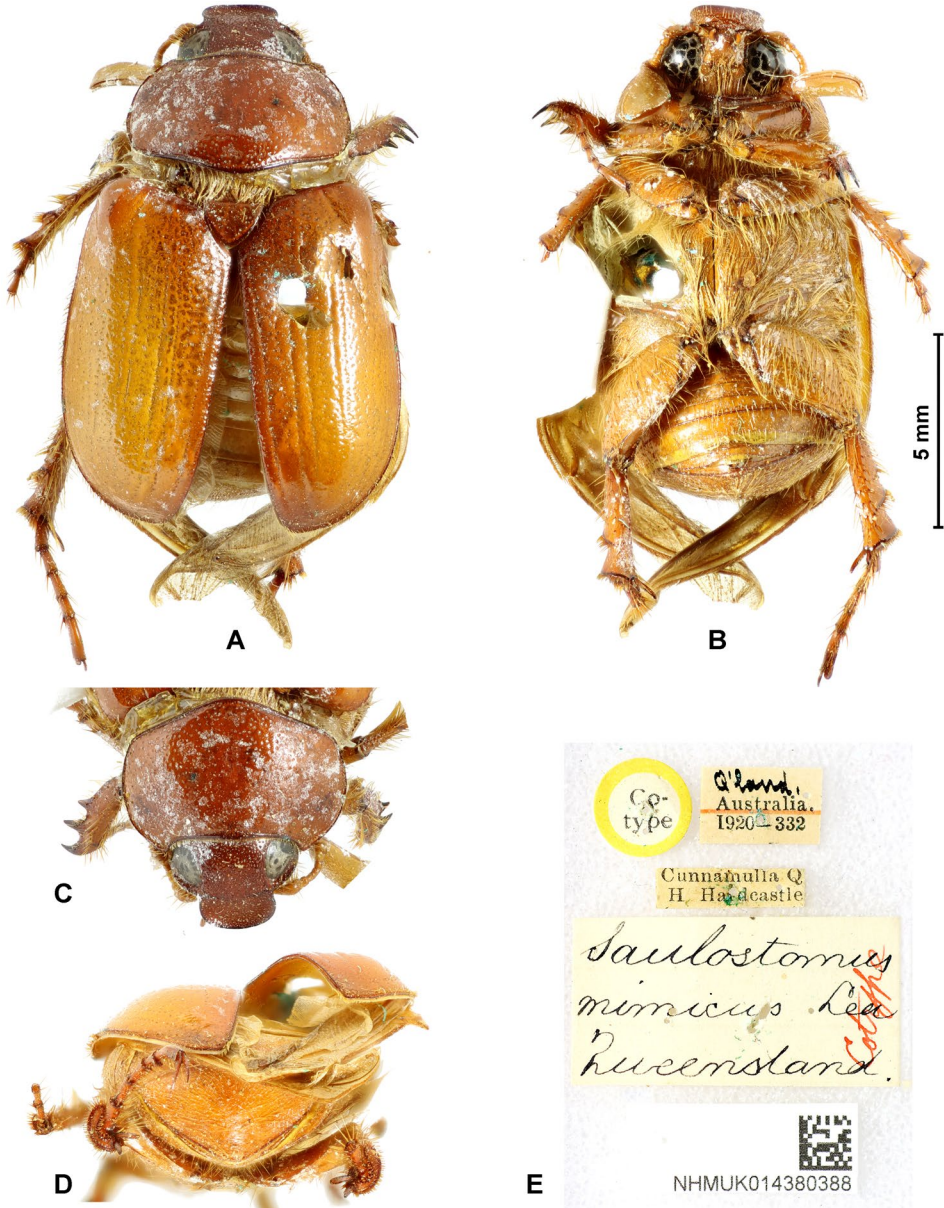 A
B
5 mm
C
D
E
Co-
type
Q'land.
Australia.
1920-332
Cunnamulla Q
H Hardcastle
Saulostomus
mimicus Lea
Queensland.
Cotype
NHMUK014380388